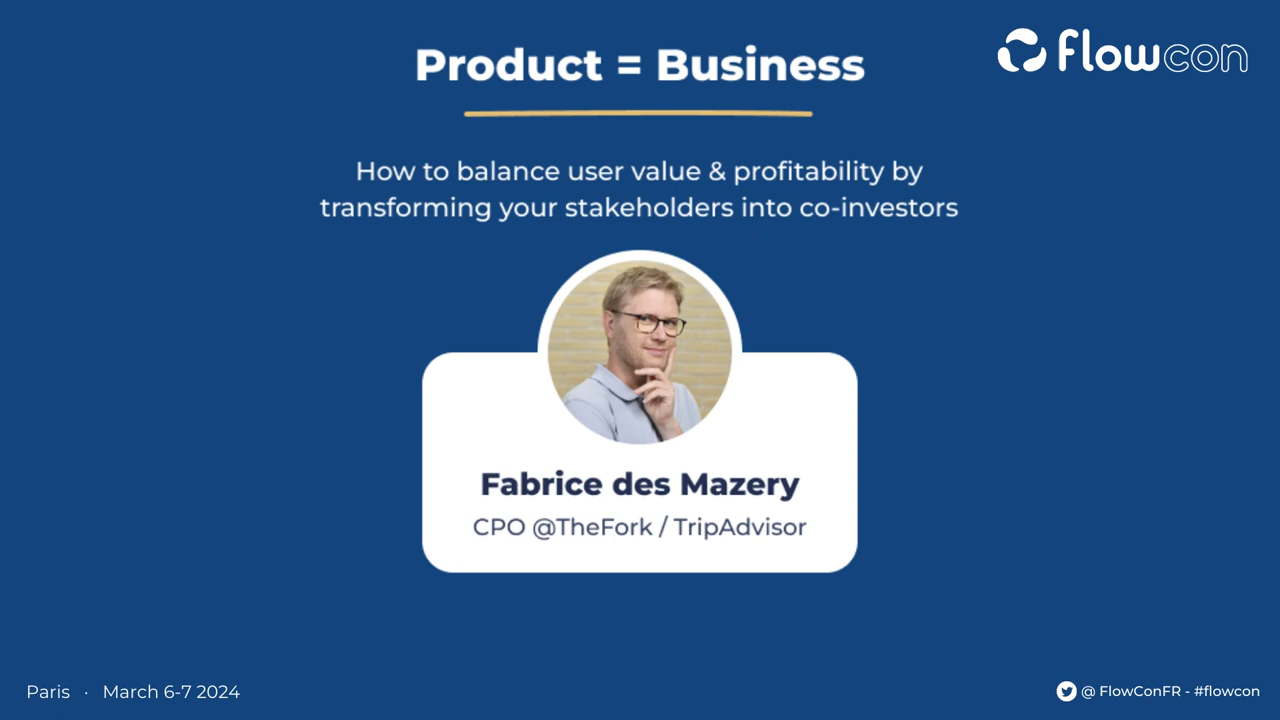 Product = Business
flowcon
How to balance user value & profitability by
transforming your stakeholders into co-investors
Fabrice des Mazery
CPO @TheFork / TripAdvisor
Paris · March 6-7 2024
@ FlowConFR - #flowcon